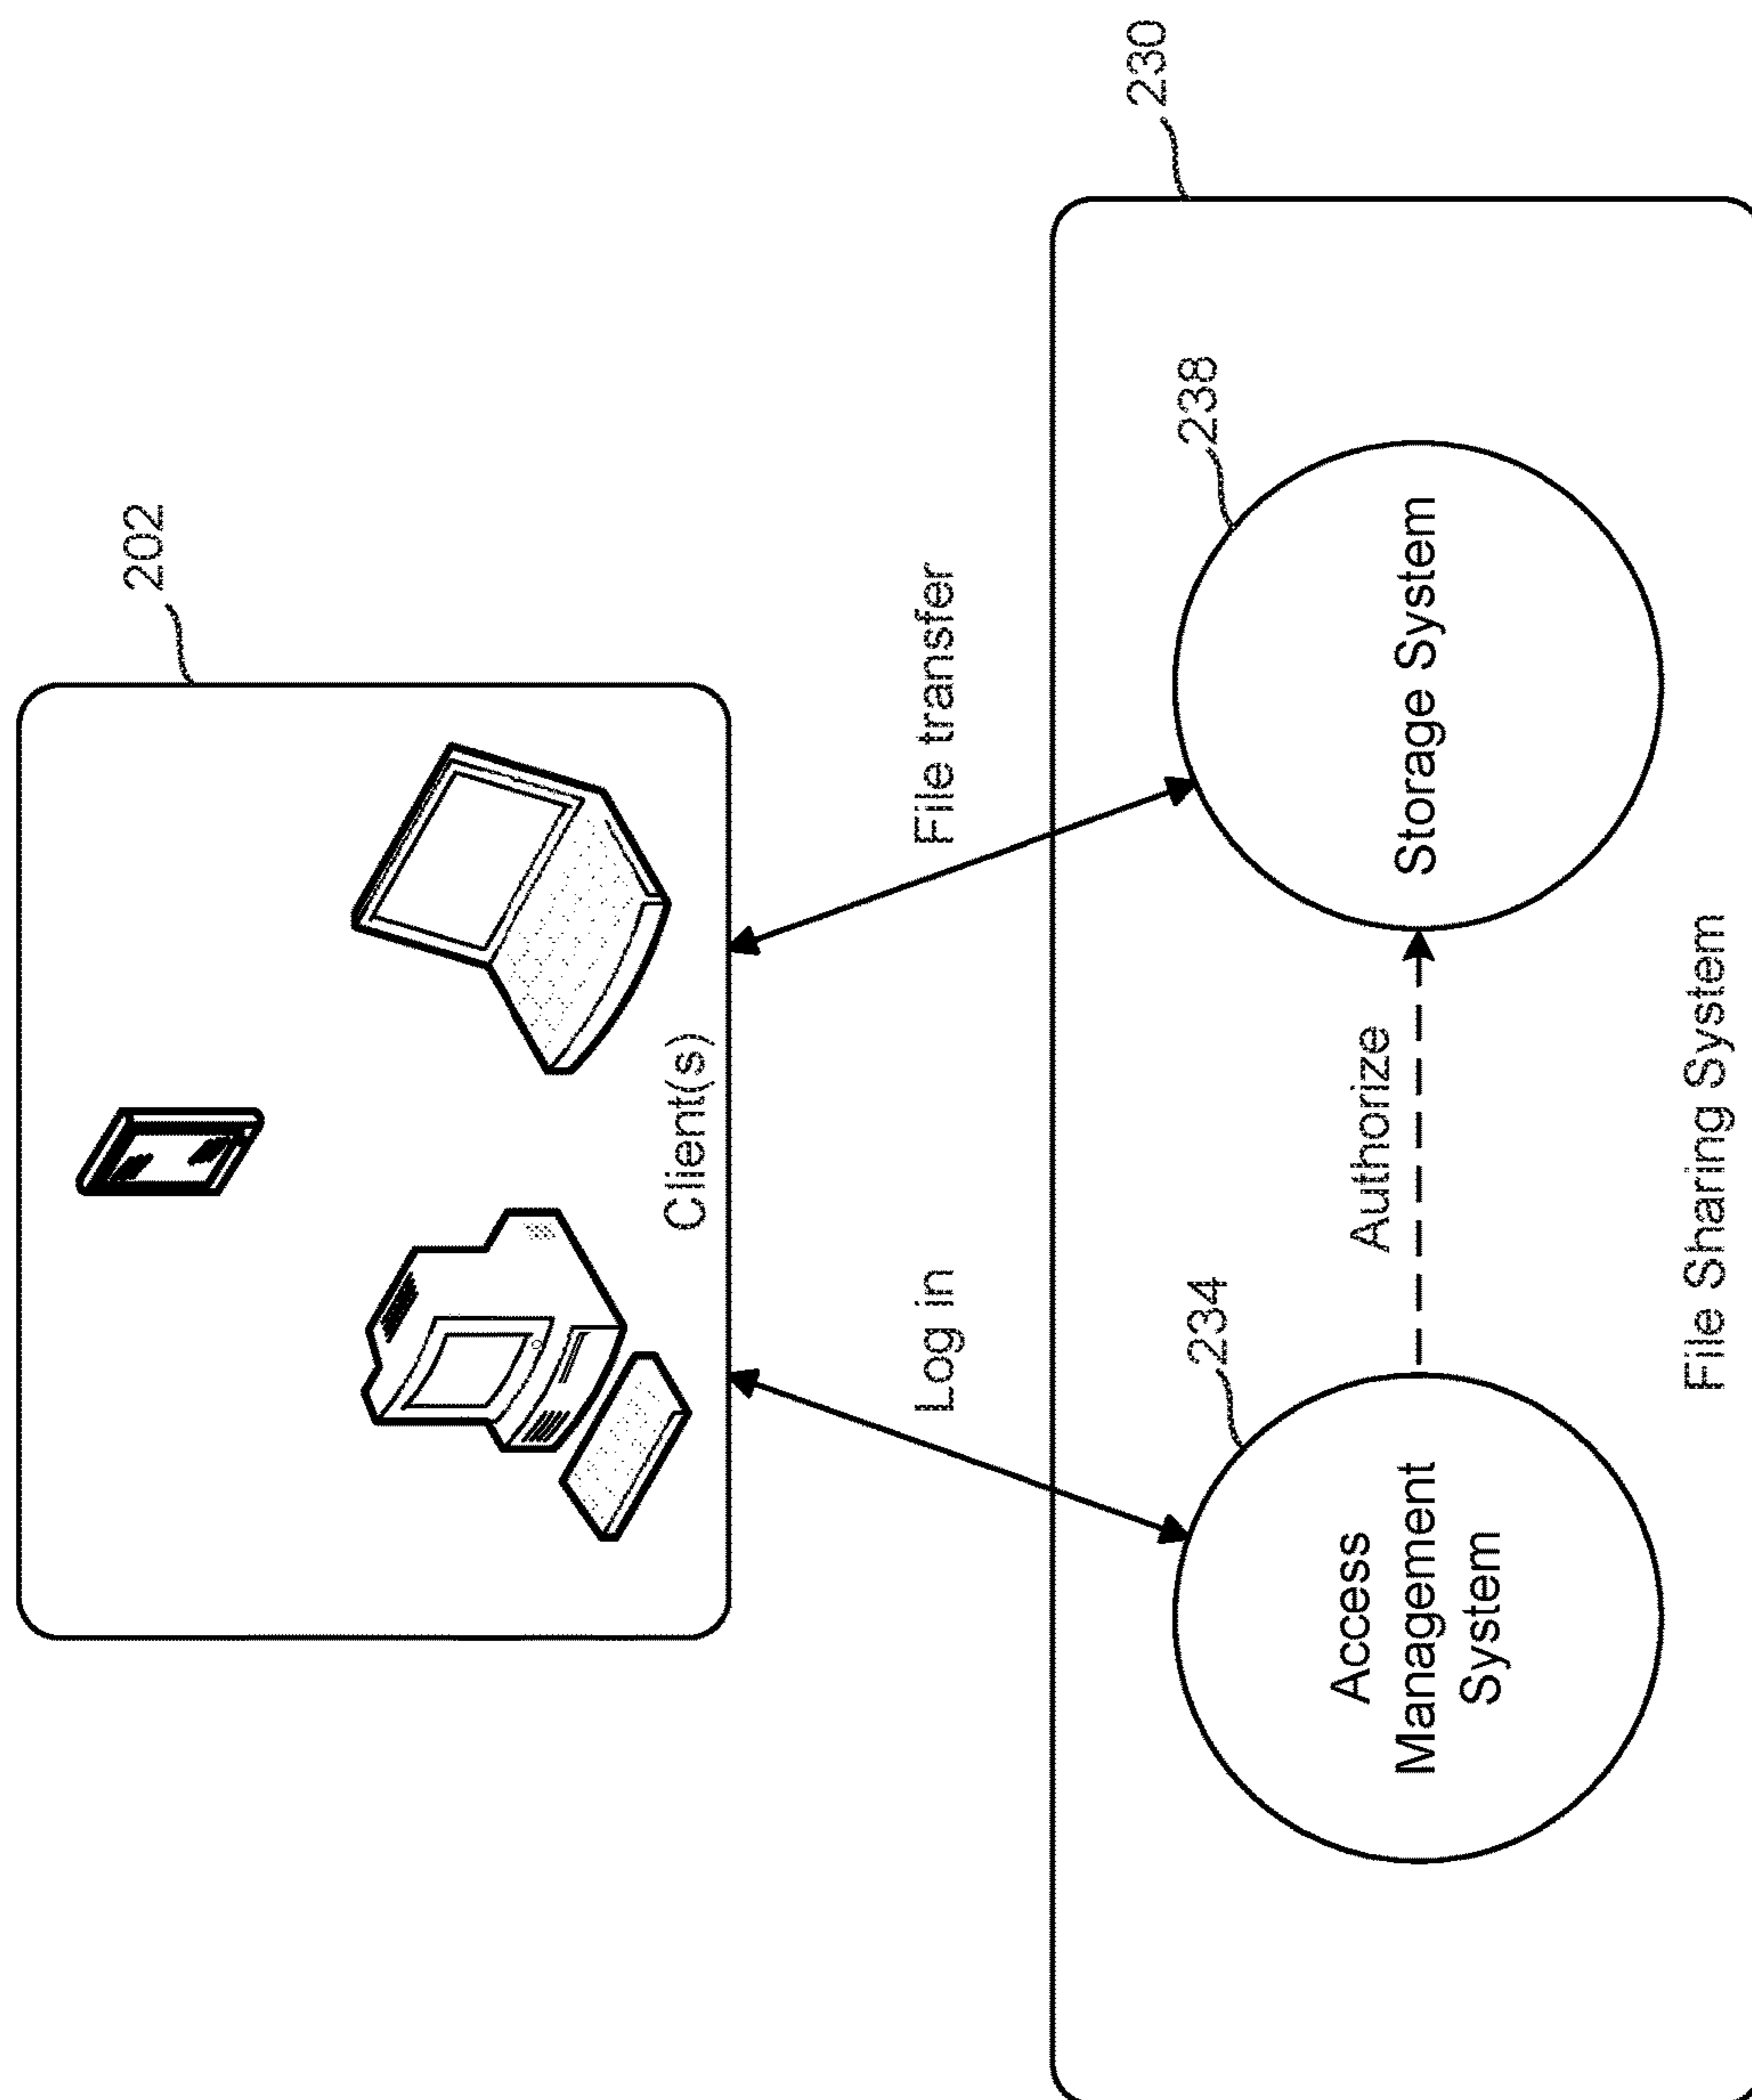 202
Client(s)
Log in
File transfer
230
234
238
Access
Management
System
Authorize
Storage System
File Sharing System